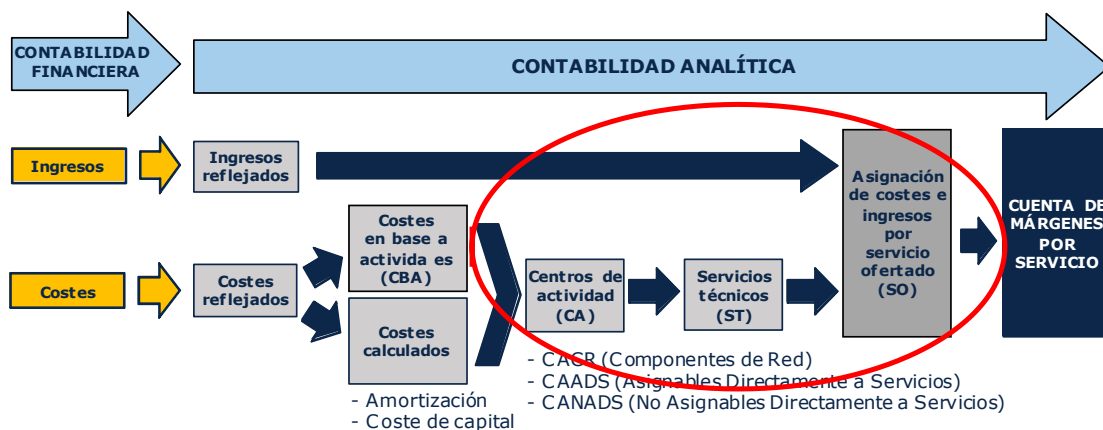 CONTABILIDAD
FINANCIERA
CONTABILIDAD ANALÍTICA
Ingresos
Ingresos
reflejados
Asignación
de costes e
ingresos
por
servicio
ofertado
(SO)
CUENTA DE
MÁRGENES
POR
SERVICIO
Costes
Costes
reflejados
Costes
en base a
activida es
(CBA)
Costes
calculados
Centros de
actividad
(CA)
Servicios
técnicos
(ST)
- Amortización
- Coste de capital
- CACR (Componentes de Red)
- CAADS (Asignables Directamente a Servicios)
- CANADS (No Asignables Directamente a Servicios)